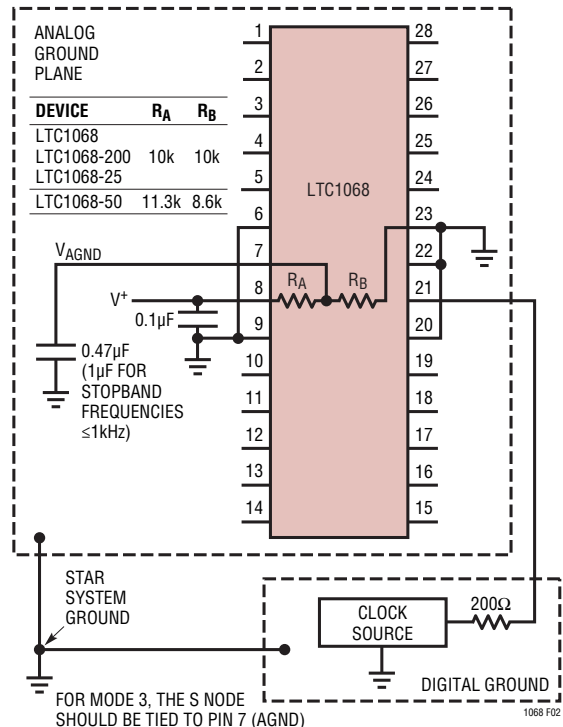 ANALOG
GROUND
PLANE
DEVICE RA RB
LTC1068
LTC1068-200 10k 10k
LTC1068-25
LTC1068-50 11.3k 8.6k
1
2
3
4
5
6
7
8
9
10
11
12
13
14
LTC1068
RA RB
28
27
26
25
24
23
22
21
20
19
18
17
16
15
VAGND
V+
0.1µF
0.47µF
(1µF FOR
STOPBAND
FREQUENCIES
≤1kHz)
STAR
SYSTEM
GROUND
CLOCK
SOURCE
200Ω
DIGITAL GROUND
FOR MODE 3, THE S NODE
SHOULD BE TIED TO PIN 7 (AGND)
1068 F02